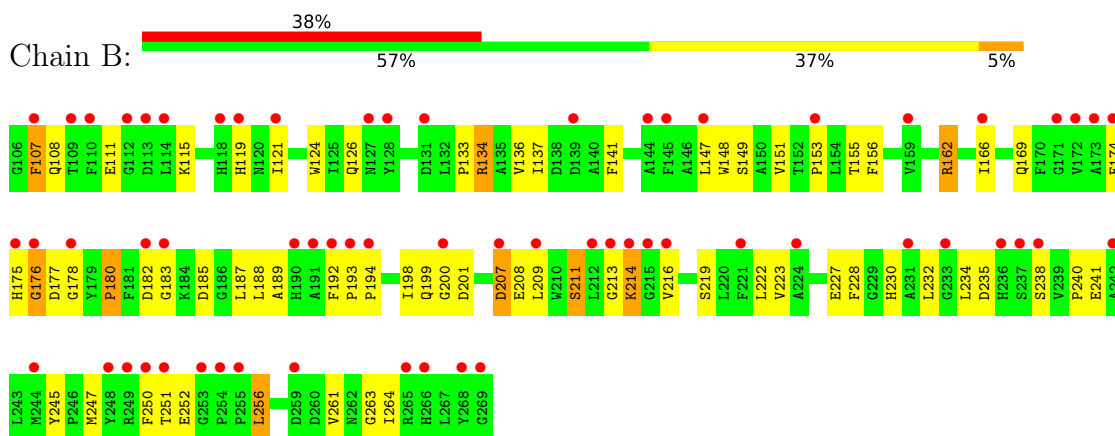 38%
Chain B:
57% 37% 5%
G106 F107 Q108 T109 F110 E111 G112 D113 L114 K115 H118 H119 N120 I121 W124 I125 Q126 N127 Y128 D131 L132 P133 R134 A135 V136 I137 D138 D139 A140 F141 A144 F145 A146 L147 W148 S149 A150 V151 T152 P153 L154 T155 F156 V159 R162 I166 Q169 F170 G171 V172 A173 F174
H175 G176 D177 G178 Y179 P180 F181 D182 G183 K184 D185 G186 L187 L188 A189 H190 A191 F192 P193 P194 I198 Q199 G200 D201 D207 E208 L209 W210 S211 L212 G213 K214 G215 V216 S219 L220 F221 L222 V223 A224 E227 F228 G229 H230 A231 L232 G233 L234 D235 H236 S237 S238 V239 P240 E241 A242
L243 M244 Y245 P246 M247 Y248 R249 F250 T251 E252 G253 P254 P255 L256 D259 D260 V261 N262 G263 I264 R265 H266 L267 Y268 G269